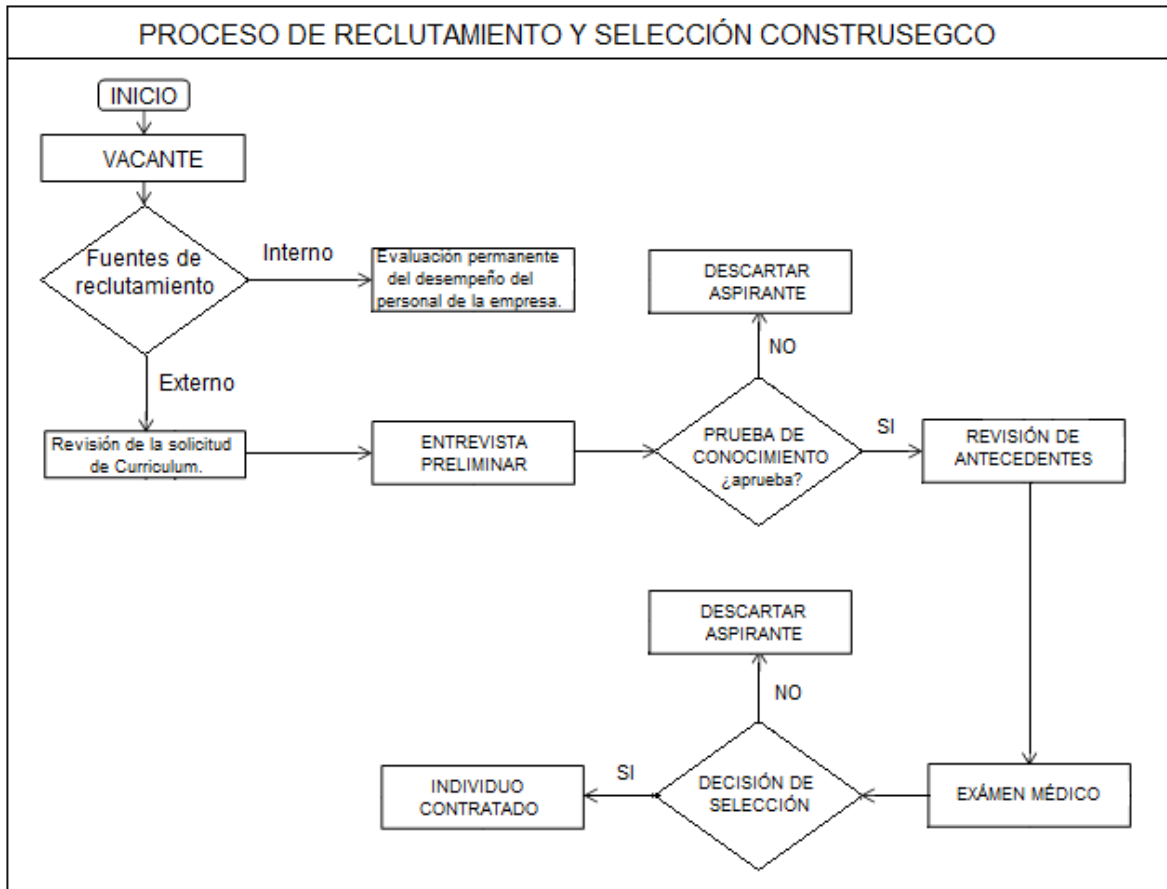 PROCESO DE RECLUTAMIENTO Y SELECCIÓN CONSTRUSEGCO
INICIO
VACANTE
Fuentes de
reclutamiento
Interno
Evaluación permanente
del desempeño del
personal de la empresa.
Externo
Revisión de la solicitud
de Curriculum.
ENTREVISTA
PRELIMINAR
PRUEBA DE
CONOCIMIENTO
¿aprueba?
NO
DESCARTAR
ASPIRANTE
SI
REVISIÓN DE
ANTECEDENTES
EXÁMEN MÉDICO
DECISIÓN DE
SELECCIÓN
NO
DESCARTAR
ASPIRANTE
SI
INDIVIDUO
CONTRATADO